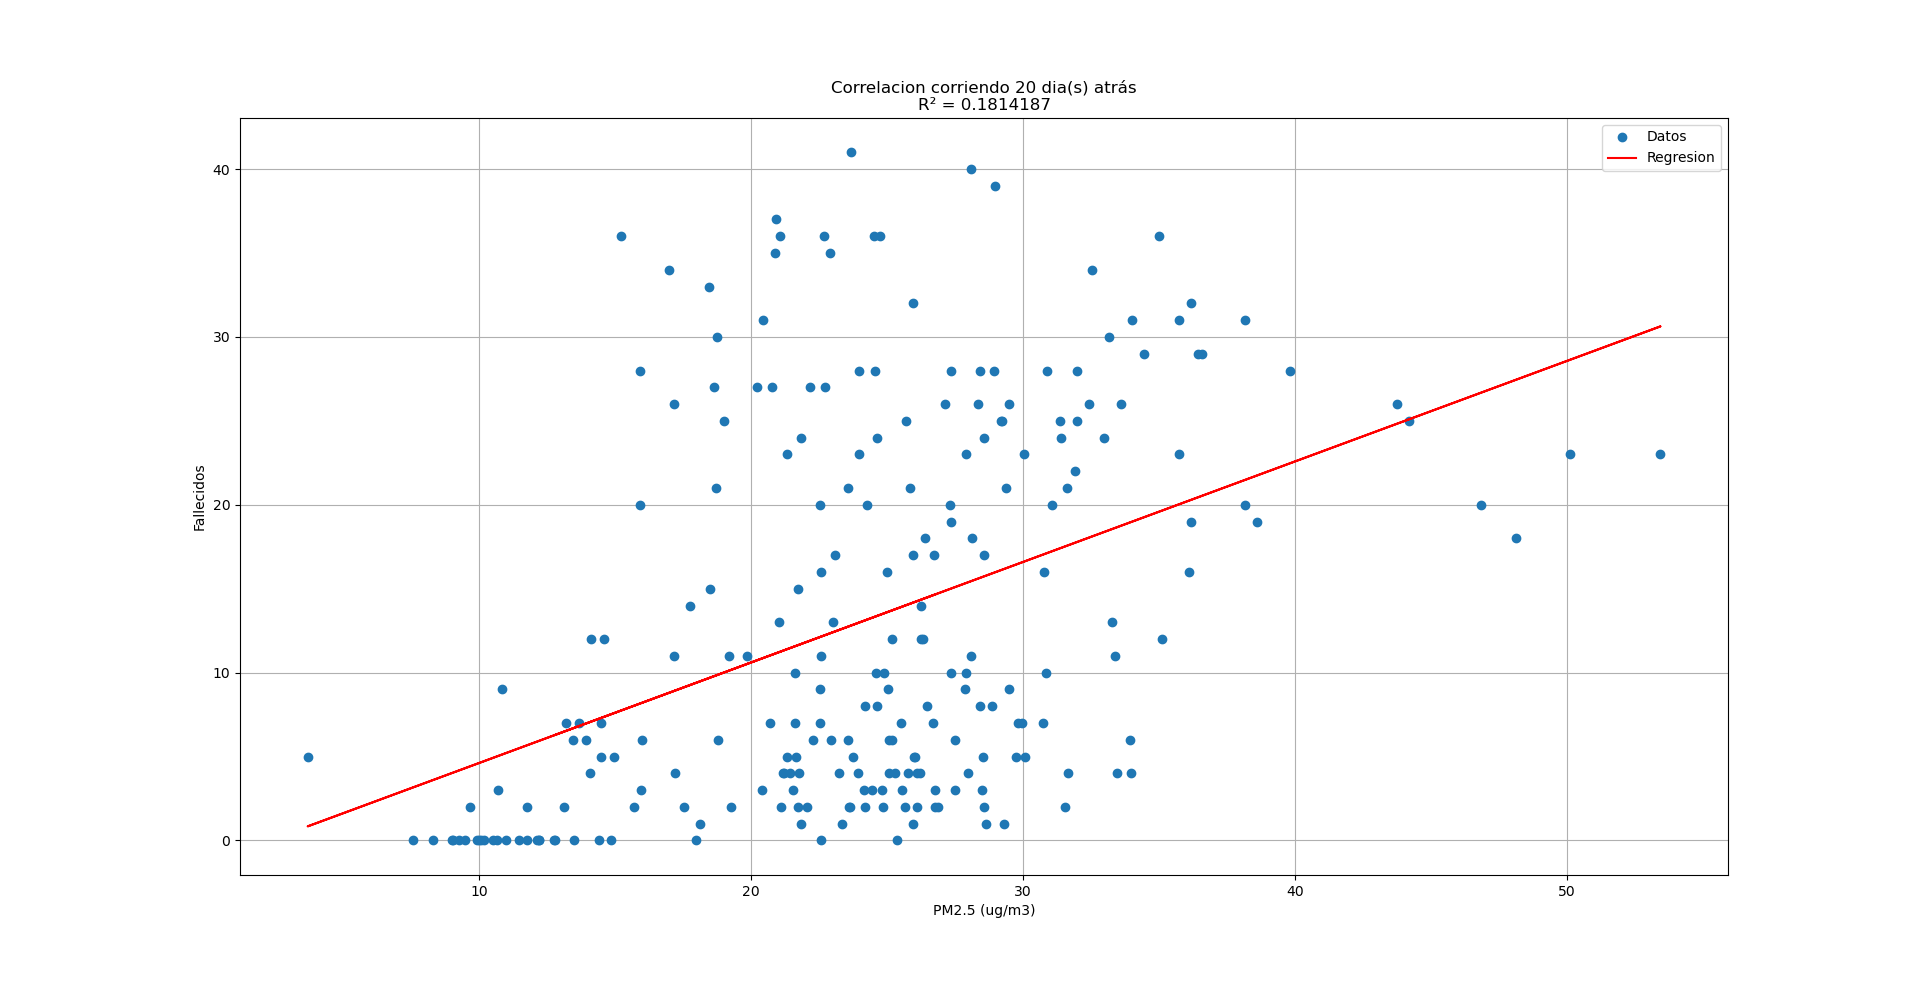 Correlacion corriendo 20 dia(s) atrás
R² = 0.1814187
Datos
Regresion
40
30
20
10
0
Fallecidos
10
20
30
40
50
PM2.5 (ug/m3)